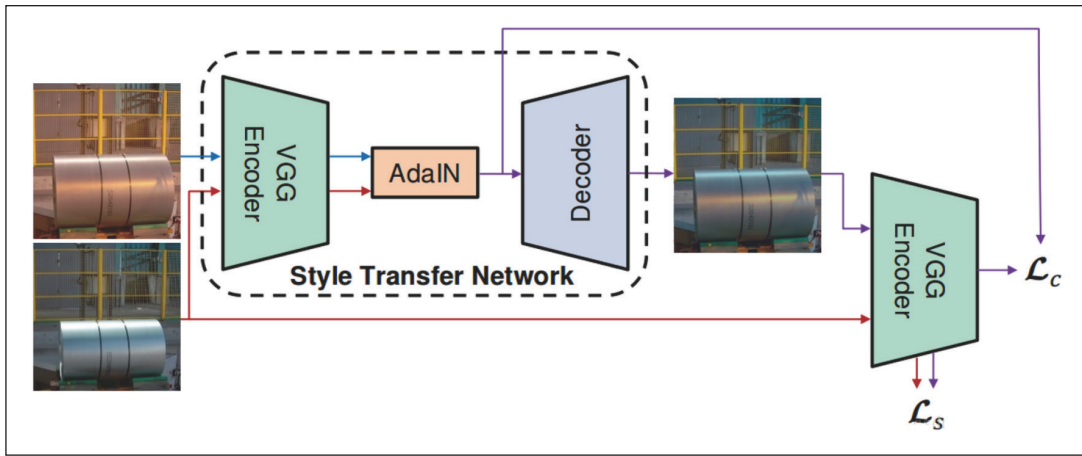 VGG
Encoder
AdaIN
Decoder
Style Transfer Network
VGG
Encoder
ℒc
ℒs